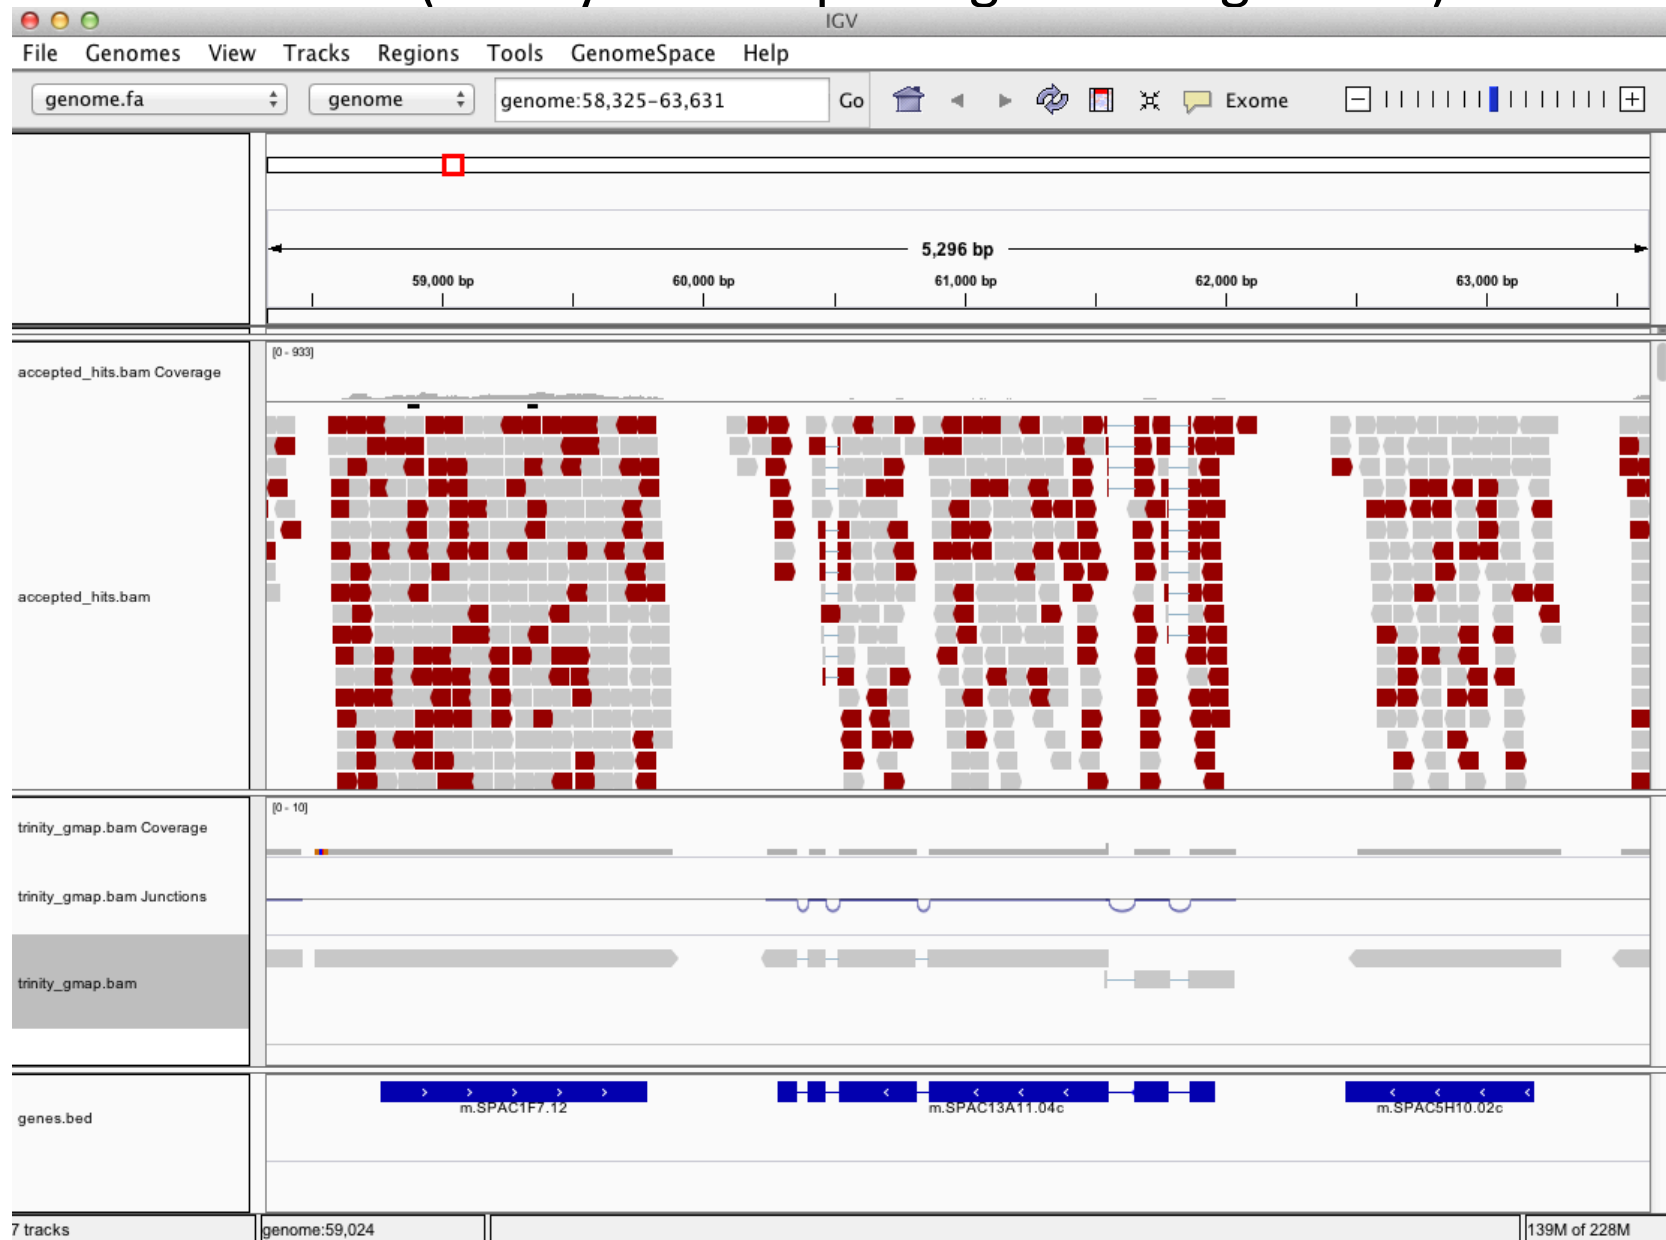 IGV
File Genomes View Tracks Regions Tools GenomeSpace Help
genome.fa genome genome:58,325-63,631 Go Exome
5,296 bp
59,000 bp 60,000 bp 61,000 bp 62,000 bp 63,000 bp
[0 - 933]
accepted_hits.bam Coverage
accepted_hits.bam
[0 - 10]
trinity_gmap.bam Coverage
trinity_gmap.bam Junctions
trinity_gmap.bam
m.SPAC1F7.12 m.SPAC13A11.04c m.SPAC5H10.02c
genes.bed
7 tracks genome:59,024 139M of 228M